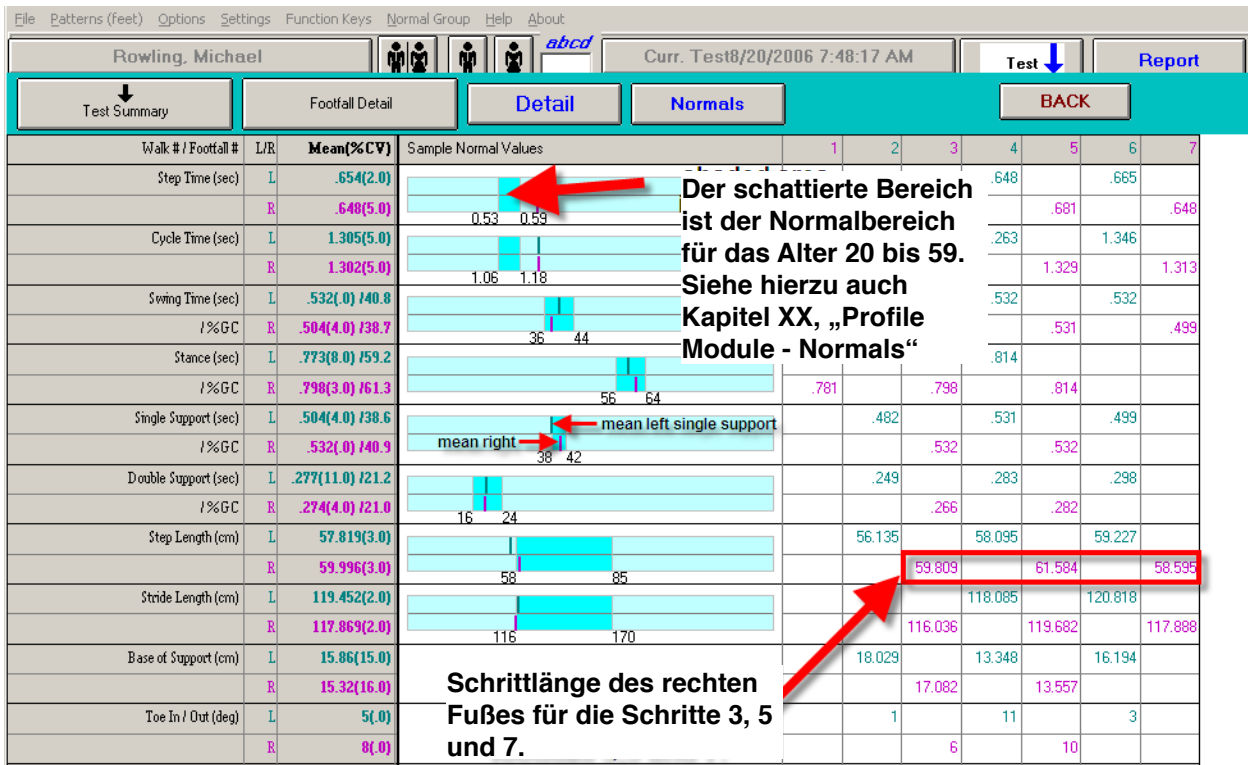 File Patterns (feet) Options Settings Function Keys Normal Group Help About
Rowling, Michael abcd Curr. Test8/20/2006 7:48:17 AM Test Report
Test Summary Footfall Detail Detail Normals BACK
Walk # / Footfall # L/R Mean(%CV) Sample Normal Values 1 2 3 4 5 6 7
Step Time (sec) L .654(2.0) .648 .665
R .648(5.0) 0.53 0.59 .681 .648
Cycle Time (sec) L 1.305(5.0) .263 1.346
R 1.302(5.0) 1.06 1.18 1.329 1.313
Swing Time (sec) L .532(.0) /40.8 .532 .532
/%GC R .504(4.0) /38.7 36 44 .531 .499
Stance (sec) L .773(8.0) /59.2 .814
/%GC R .798(3.0) /61.3 56 64 .781 .798 .814
Single Support (sec) L .504(4.0) /38.6 mean left single support .482 .531 .499
/%GC R .532(.0) /40.9 mean right 38 42 .532 .532
Double Support (sec) L .277(11.0) /21.2 .249 .283 .298
/%GC R .274(4.0) /21.0 16 24 .266 .282
Step Length (cm) L 57.819(3.0) 56.135 58.095 59.227
R 59.996(3.0) 58 85 59.809 61.584 58.595
Stride Length (cm) L 119.452(2.0) 118.085 120.818
R 117.869(2.0) 116 170 116.036 119.682 117.888
Base of Support (cm) L 15.86(15.0) 18.029 13.348 16.194
R 15.32(16.0) 17.082 13.557
Toe In / Out (deg) L 5(.0) 1 11 3
R 8(.0) 6 10
Der schattierte Bereich
ist der Normalbereich
für das Alter 20 bis 59.
Siehe hierzu auch
Kapitel XX, „Profile
Module - Normals“
Schrittlänge des rechten
Fußes für die Schritte 3, 5
und 7.